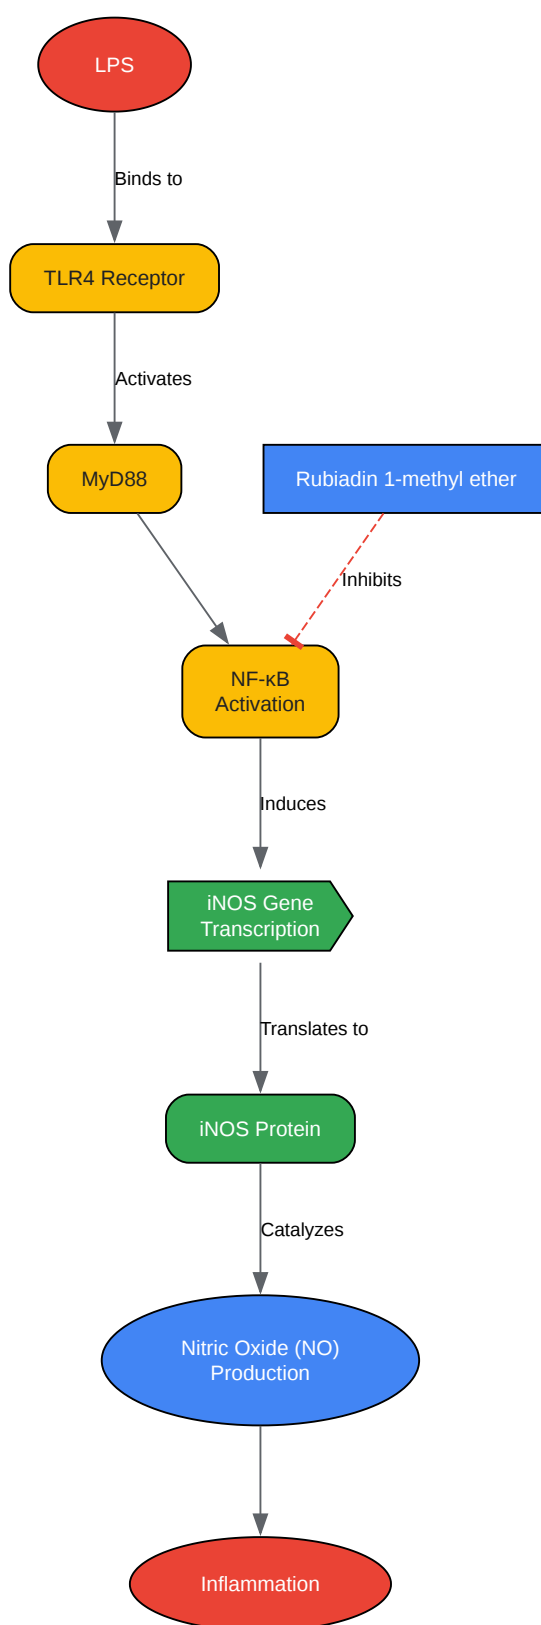 LPS
Binds to
TLR4 Receptor
Activates
MyD88
Rubiadin 1-methyl ether
Inhibits
NF-κB
Activation
Induces
iNOS Gene
Transcription
Translates to
iNOS Protein
Catalyzes
Nitric Oxide (NO)
Production
Inflammation